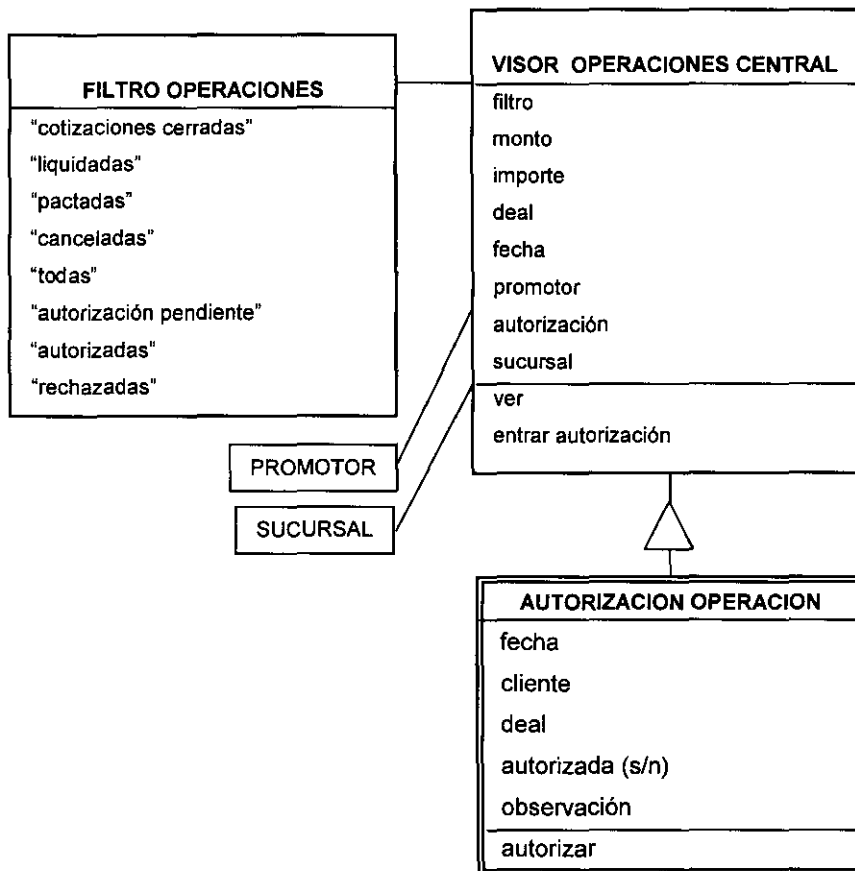 FILTRO OPERACIONES
“cotizaciones cerradas”
“liquidadas”
“pactadas”
“canceladas”
“todas”
“autorización pendiente”
“autorizadas”
“rechazadas”
VISOR OPERACIONES CENTRAL
filtro
monto
importe
deal
fecha
promotor
autorización
sucursal
ver
entrar autorización
PROMOTOR
SUCURSAL
AUTORIZACION OPERACION
fecha
cliente
deal
autorizada (s/n)
observación
autorizar